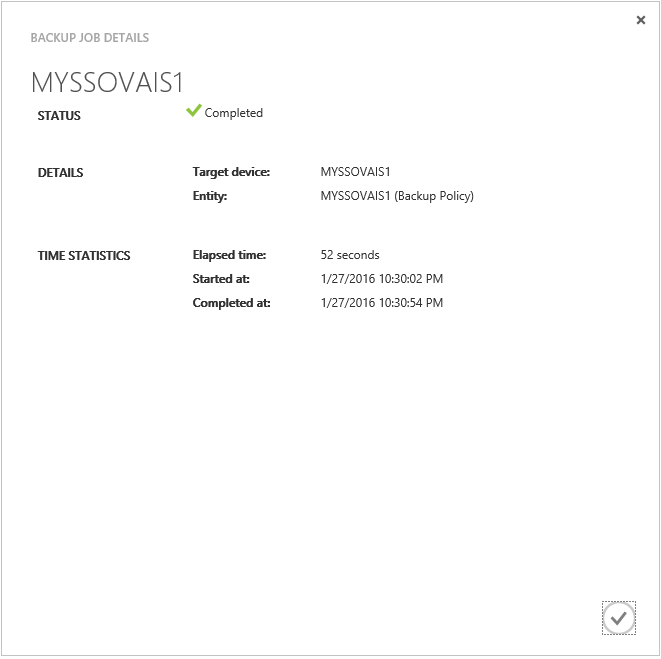 BACKUP JOB DETAILS
MYSSOVAIS1
STATUS Completed
DETAILS Target device: MYSSOVAIS1
Entity: MYSSOVAIS1 (Backup Policy)
TIME STATISTICS Elapsed time: 52 seconds
Started at: 1/27/2016 10:30:02 PM
Completed at: 1/27/2016 10:30:54 PM